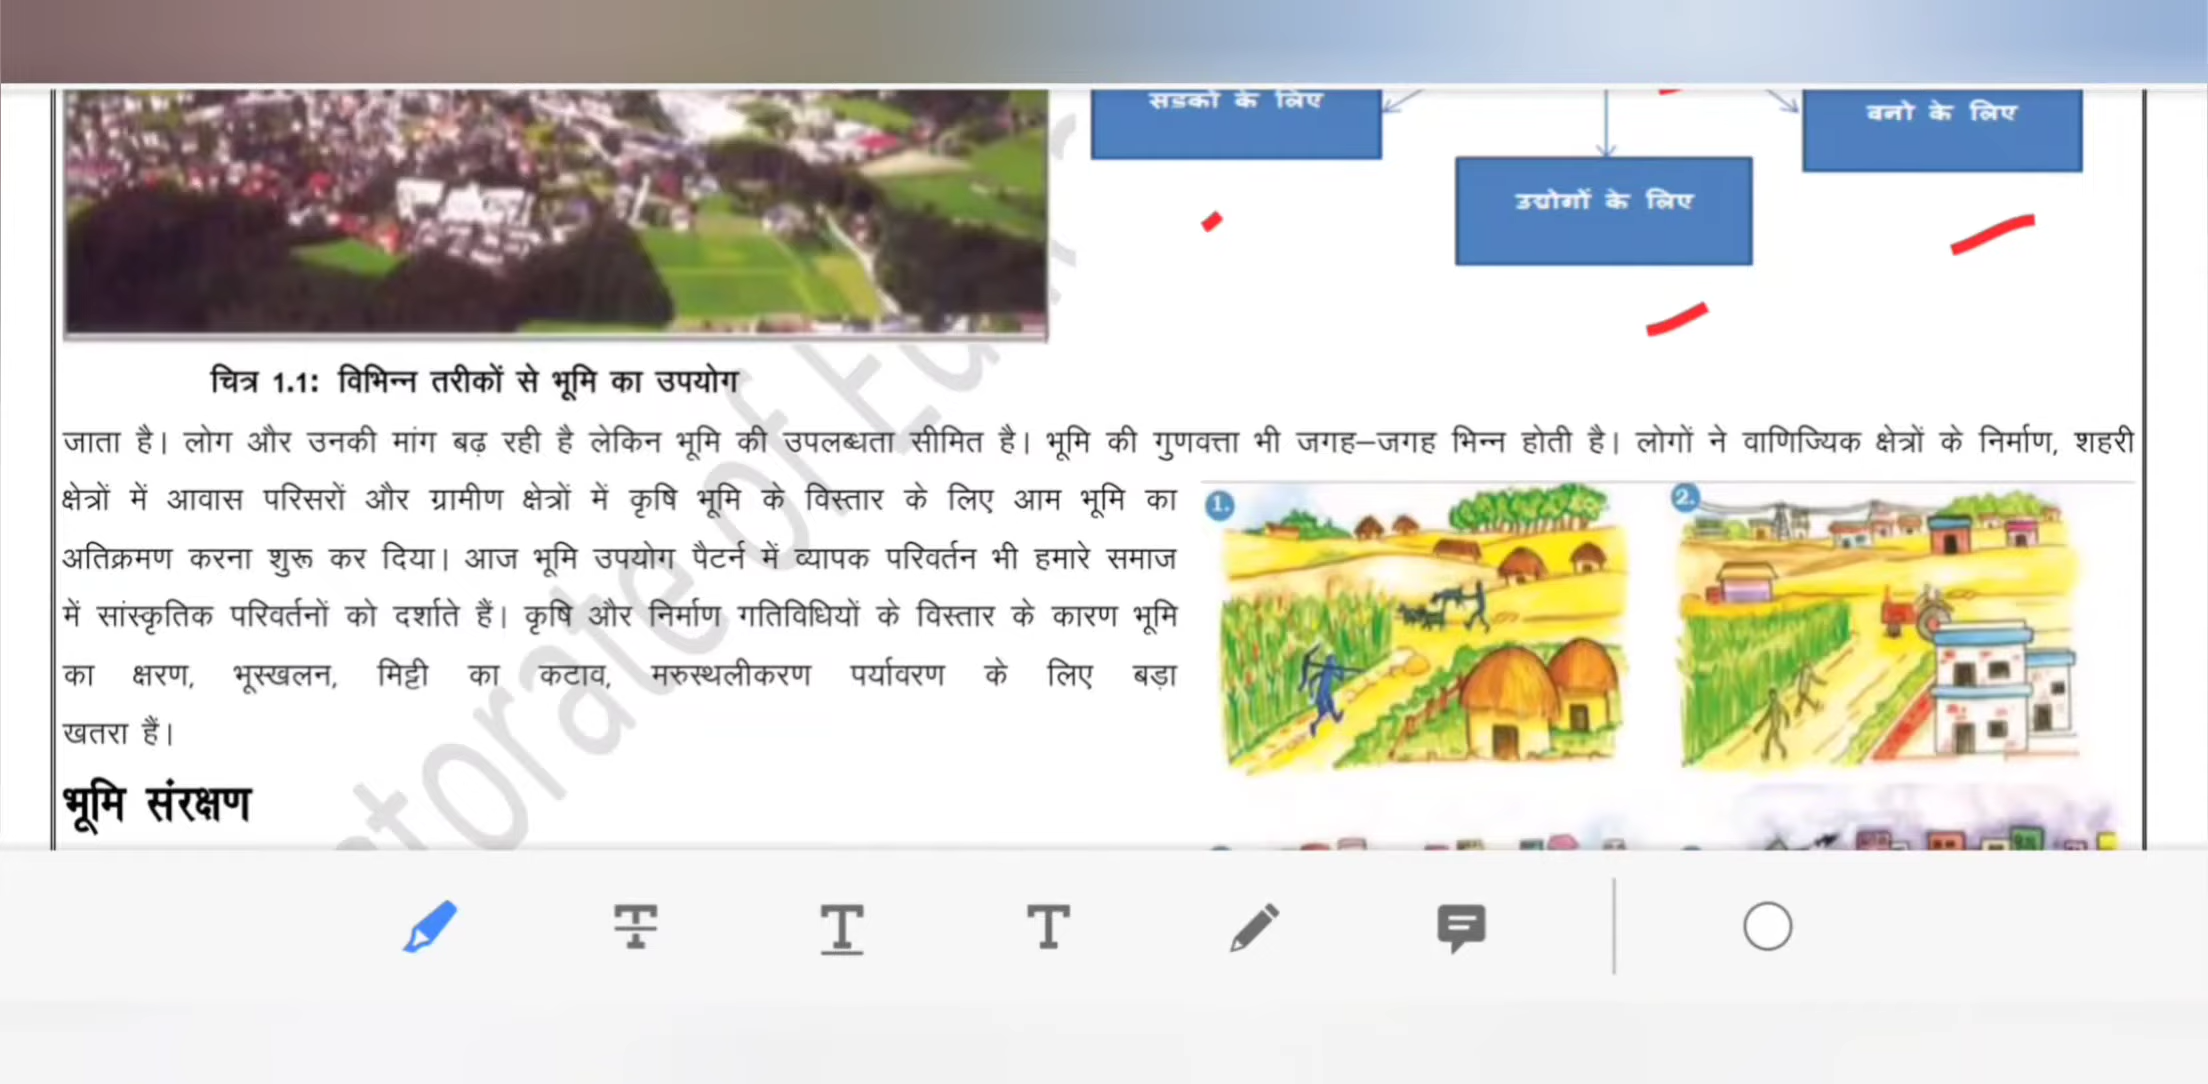 सडकों के लिए
वनो के लिए
उद्योगों के लिए
चित्र 1.1: विभिन्न तरीकों से भूमि का उपयोग
जाता है। लोग और उनकी मांग बढ़ रही है लेकिन भूमि की उपलब्धता सीमित है। भूमि की गुणवत्ता भी जगह–जगह भिन्न होती है। लोगों ने वाणिज्यिक क्षेत्रों के निर्माण, शहरी
क्षेत्रों में आवास परिसरों और ग्रामीण क्षेत्रों में कृषि भूमि के विस्तार के लिए आम भूमि का
अतिक्रमण करना शुरू कर दिया। आज भूमि उपयोग पैटर्न में व्यापक परिवर्तन भी हमारे समाज
में सांस्कृतिक परिवर्तनों को दर्शाते हैं। कृषि और निर्माण गतिविधियों के विस्तार के कारण भूमि
का क्षरण, भूस्खलन, मिट्टी का कटाव, मरुस्थलीकरण पर्यावरण के लिए बड़ा
खतरा हैं।
1.
2.
भूमि संरक्षण